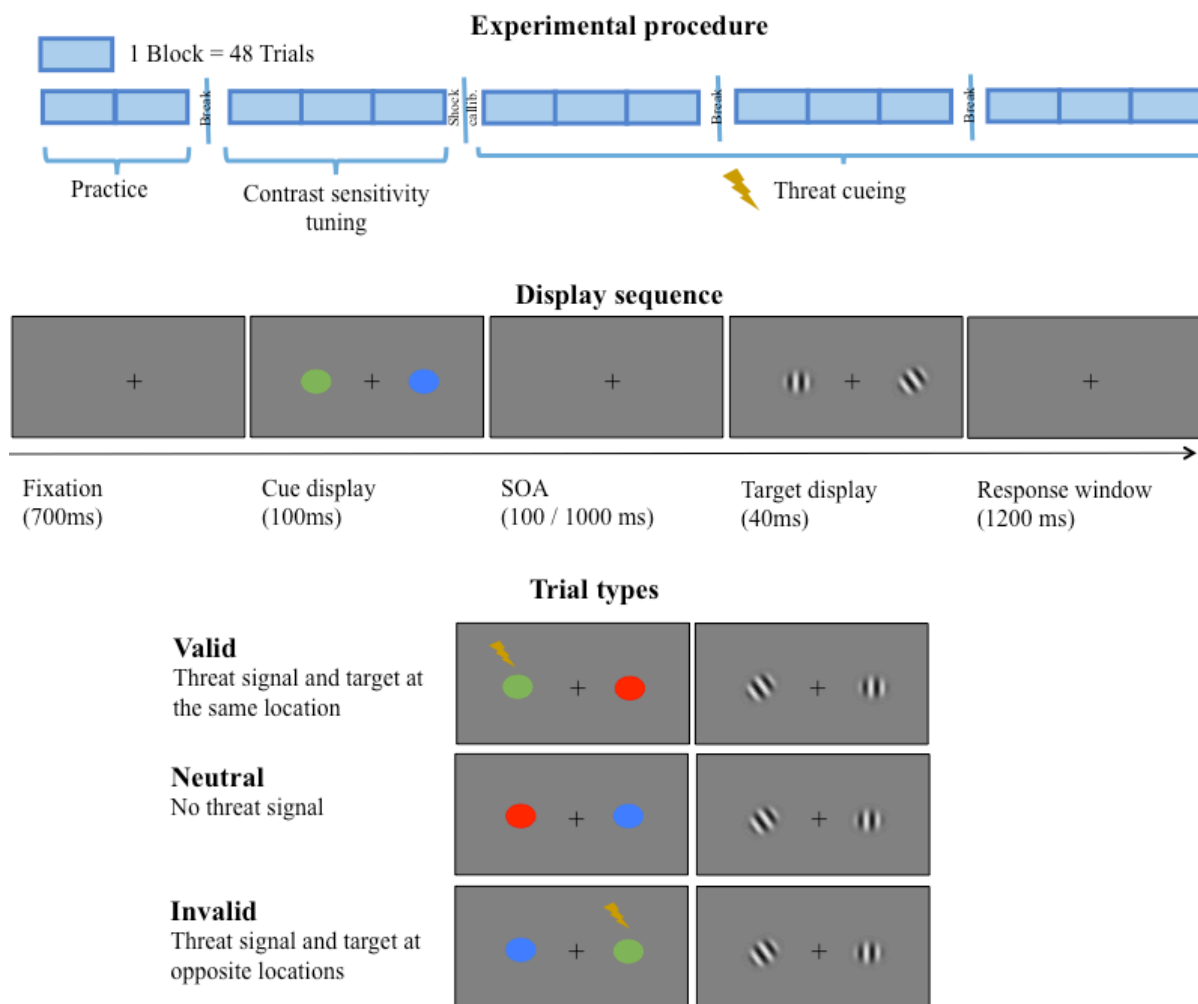 Experimental procedure
1 Block = 48 Trials
Break
Shock
callib.
Break
Break
Practice
Contrast sensitivity
tuning
Threat cueing
Display sequence
Fixation
(700ms)
Cue display
(100ms)
SOA
(100 / 1000 ms)
Target display
(40ms)
Response window
(1200 ms)
Trial types
Valid
Threat signal and target at
the same location
Neutral
No threat signal
Invalid
Threat signal and target at
opposite locations